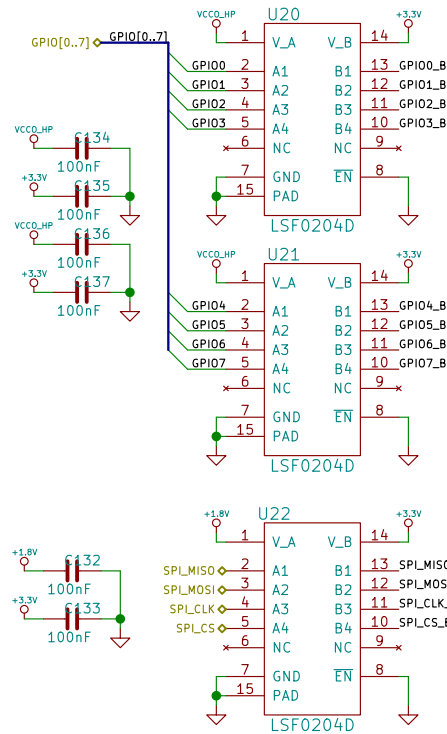 U20
VCCO_HP
+3.3V
GPIO[0..7]
GPIO[0..7]
1 V_A V_B 14
GPIO0 2 A1 B1 13 GPIO0_B
GPIO1 3 A2 B2 12 GPIO1_B
GPIO2 4 A3 B3 11 GPIO2_B
GPIO3 5 A4 B4 10 GPIO3_B
6 NC NC 9
7 GND EN 8
15 PAD
LSF0204D
VCCO_HP
C134
100nF
+3.3V
C135
100nF
VCCO_HP
C136
100nF
+3.3V
C137
100nF
U21
VCCO_HP
+3.3V
1 V_A V_B 14
GPIO4 2 A1 B1 13 GPIO4_B
GPIO5 3 A2 B2 12 GPIO5_B
GPIO6 4 A3 B3 11 GPIO6_B
GPIO7 5 A4 B4 10 GPIO7_B
6 NC NC 9
7 GND EN 8
15 PAD
LSF0204D
U22
+1.8V
+3.3V
1 V_A V_B 14
SPI_MISO 2 A1 B1 13 SPI_MISO
SPI_MOSI 3 A2 B2 12 SPI_MOS
SPI_CLK 4 A3 B3 11 SPI_CLK_
SPI_CS 5 A4 B4 10 SPI_CS_B
6 NC NC 9
7 GND EN 8
15 PAD
LSF0204D
+1.8V
C132
100nF
+3.3V
C133
100nF